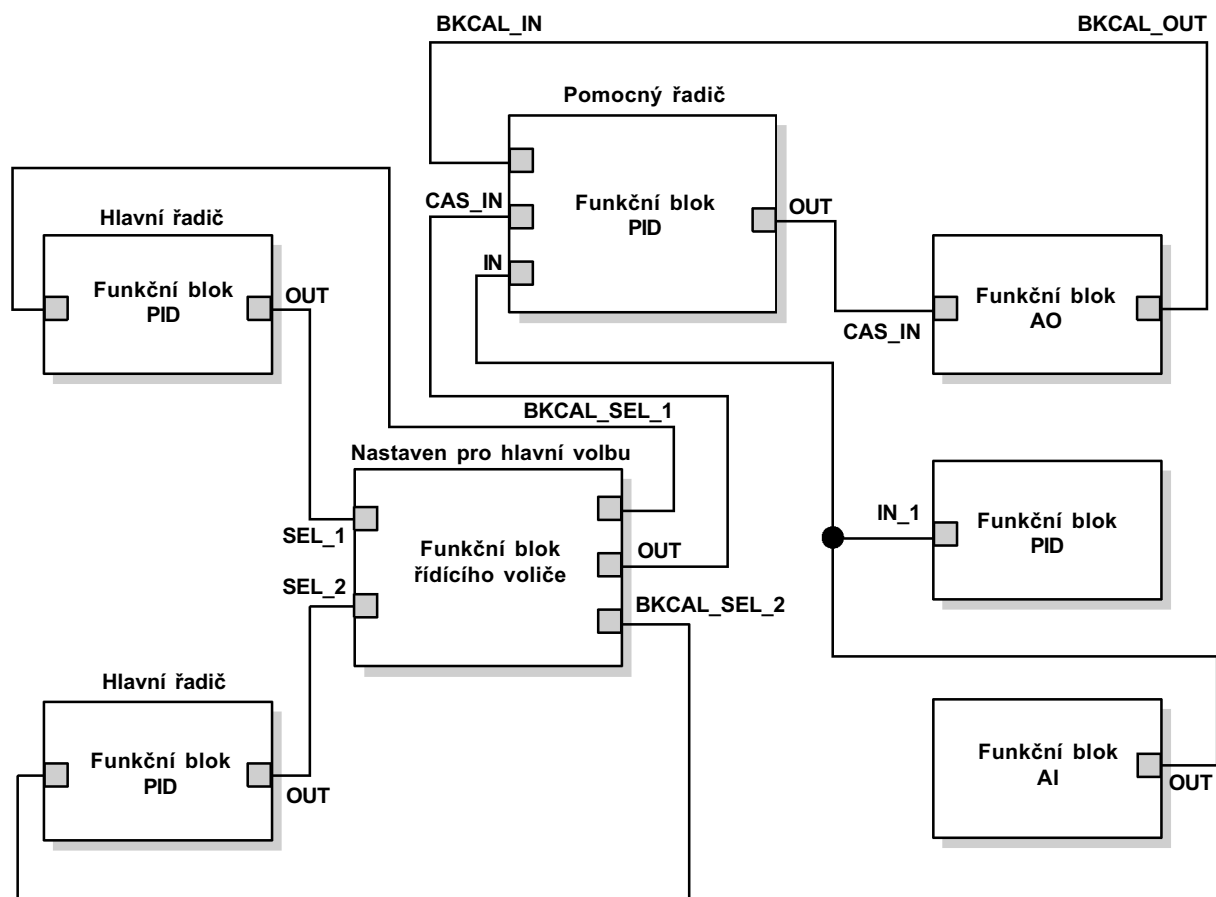 BKCAL_IN
BKCAL_OUT
Pomocný řadič
CAS_IN
Funkční blok
PID
OUT
IN
Hlavní řadič
Funkční blok
PID
OUT
Funkční blok
AO
CAS_IN
BKCAL_SEL_1
Nastaven pro hlavní volbu
SEL_1
Funkční blok
řídícího voliče
OUT
SEL_2
BKCAL_SEL_2
IN_1
Funkční blok
PID
Hlavní řadič
Funkční blok
PID
OUT
Funkční blok
AI
OUT